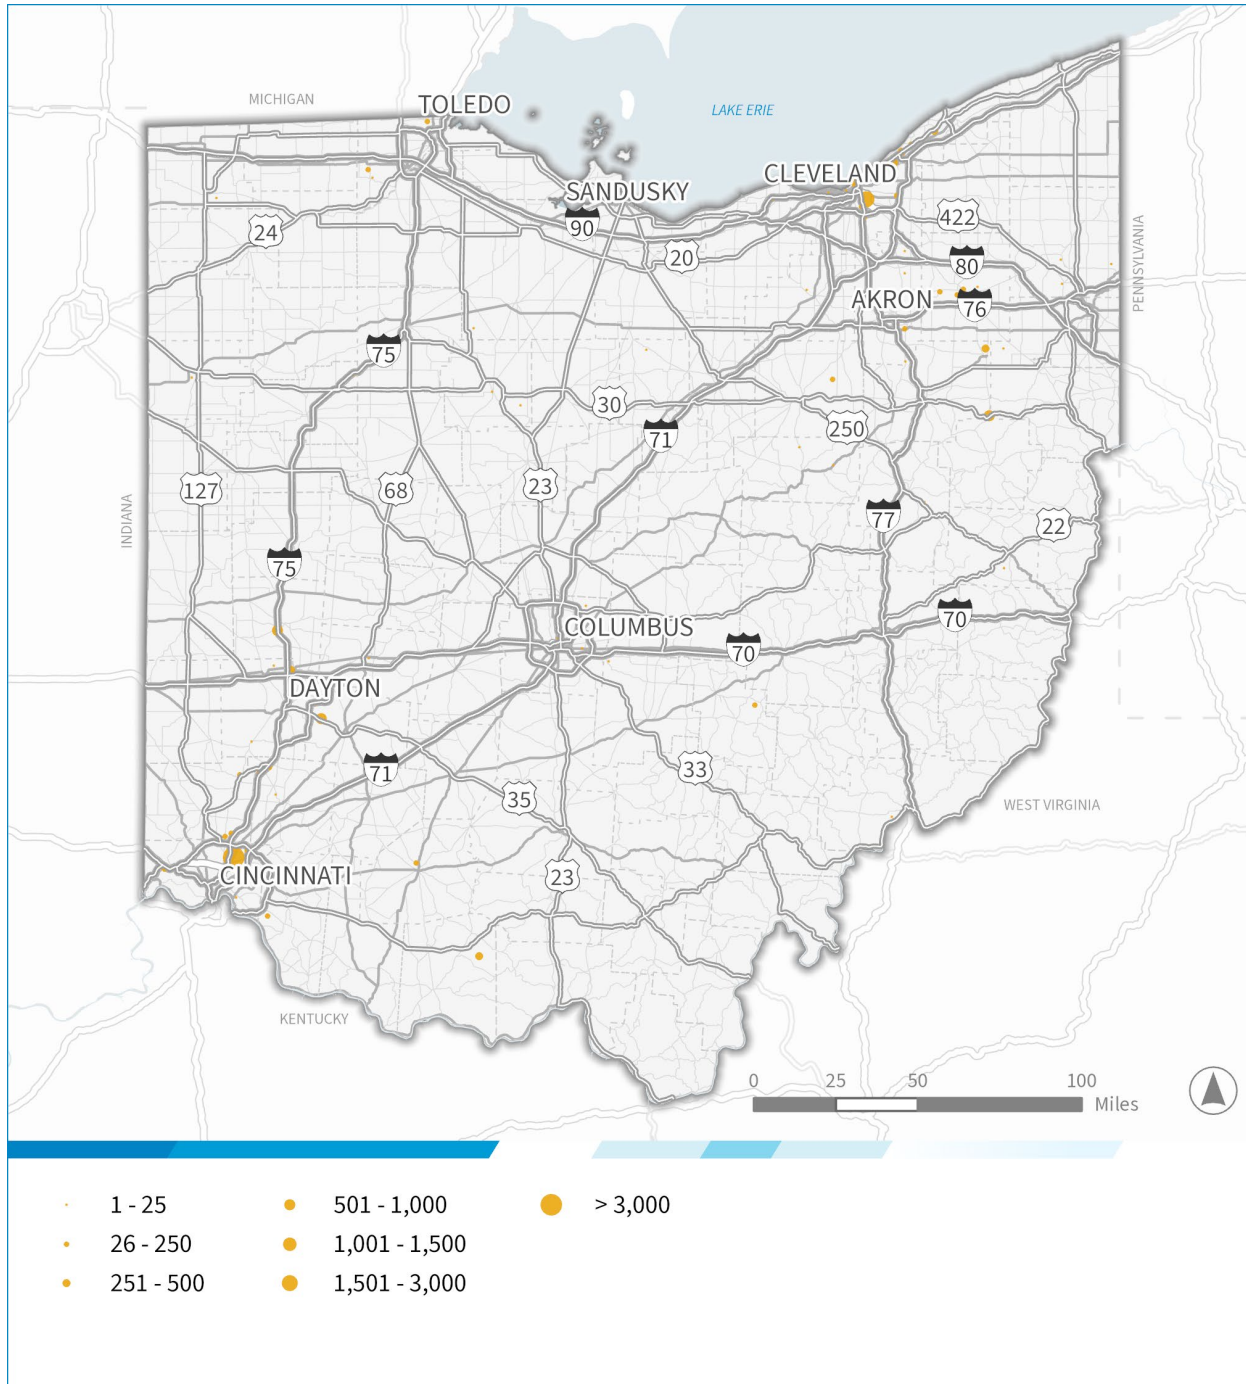 MICHIGAN
TOLEDO
LAKE ERIE
CLEVELAND
SANDUSKY
90
24
20
422
80
PENNSYLVANIA
AKRON
76
75
30
71
250
127
68
23
77
22
INDIANA
75
70
COLUMBUS
70
DAYTON
71
33
35
WEST VIRGINIA
CINCINNATI
23
KENTUCKY
0 25 50 100
Miles
1 - 25
26 - 250
251 - 500
501 - 1,000
1,001 - 1,500
1,501 - 3,000
> 3,000